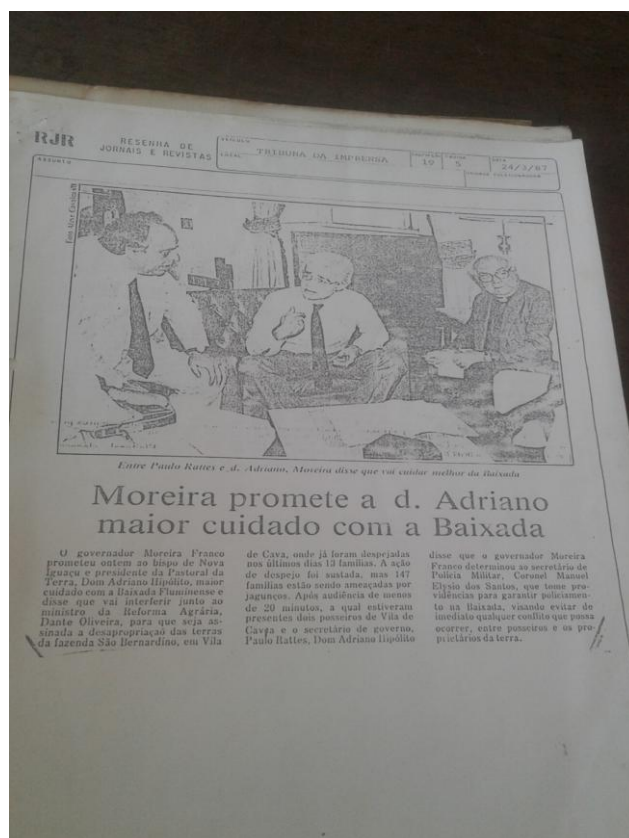 RJR
RESENHA DE
JORNAIS E REVISTAS
TRIBUNA DA IMPRENSA
10
5
24/3/87
ASSUNTO
Entre Paulo Rattes e d. Adriano, Moreira disse que vai cuidar melhor da Baixada
Moreira promete a d. Adriano
maior cuidado com a Baixada
O governador Moreira Franco
prometeu ontem ao bispo de Nova
Iguaçu e presidente da Pastoral da
Terra, Dom Adriano Hipólito, maior
cuidado com a Baixada Fluminense e
disse que vai interferir junto ao
ministro da Reforma Agrária,
Dante Oliveira, para que seja as-
sinada a desapropriação das terras
da fazenda São Bernardino, em Vila
de Cava, onde já foram despejadas
nos últimos dias 13 famílias. A ação
de despejo foi sustada, mas 147
famílias estão sendo ameaçadas por
jagunços. Após audiência de menos
de 20 minutos, a qual estiveram
presentes dois posseiros de Vila de
Cavça e o secretário de governo,
Paulo Rattes, Dom Adriano Hipólito
disse que o governador Moreira
Franco determinou ao secretário de
Polícia Militar, Coronel Manuel
Elysio dos Santos, que tome pro-
vidências para garantir policiamen-
to na Baixada, visando evitar de
imediato qualquer conflito que possa
ocorrer, entre posseiros e os pro-
prietários da terra.